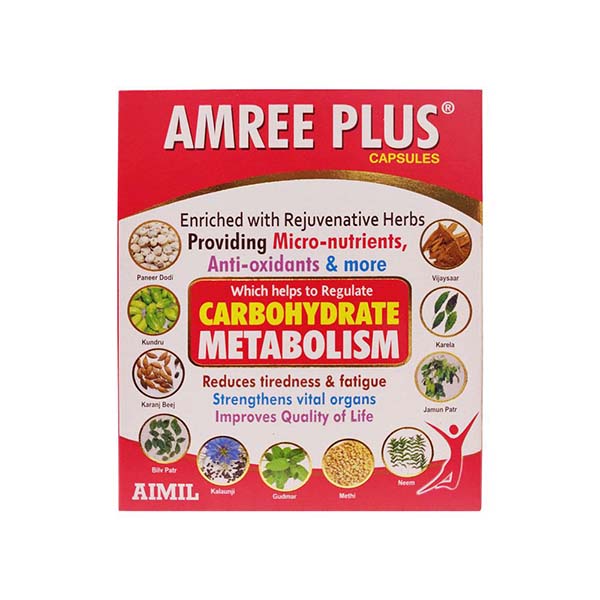 AMREE PLUS®
CAPSULES
Enriched with Rejuvenative Herbs
Providing Micro-nutrients,
Anti-oxidants & more
Which helps to Regulate
CARBOHYDRATE
METABOLISM
Reduces tiredness & fatigue
Strengthens vital organs
Improves Quality of Life
Paneer Dodi
Kundru
Karanj Beej
Bilv Patr
Kalaunji
Gudmar
Methi
Neem
Jamun Patr
Karela
Vijaysaar
AIMIL